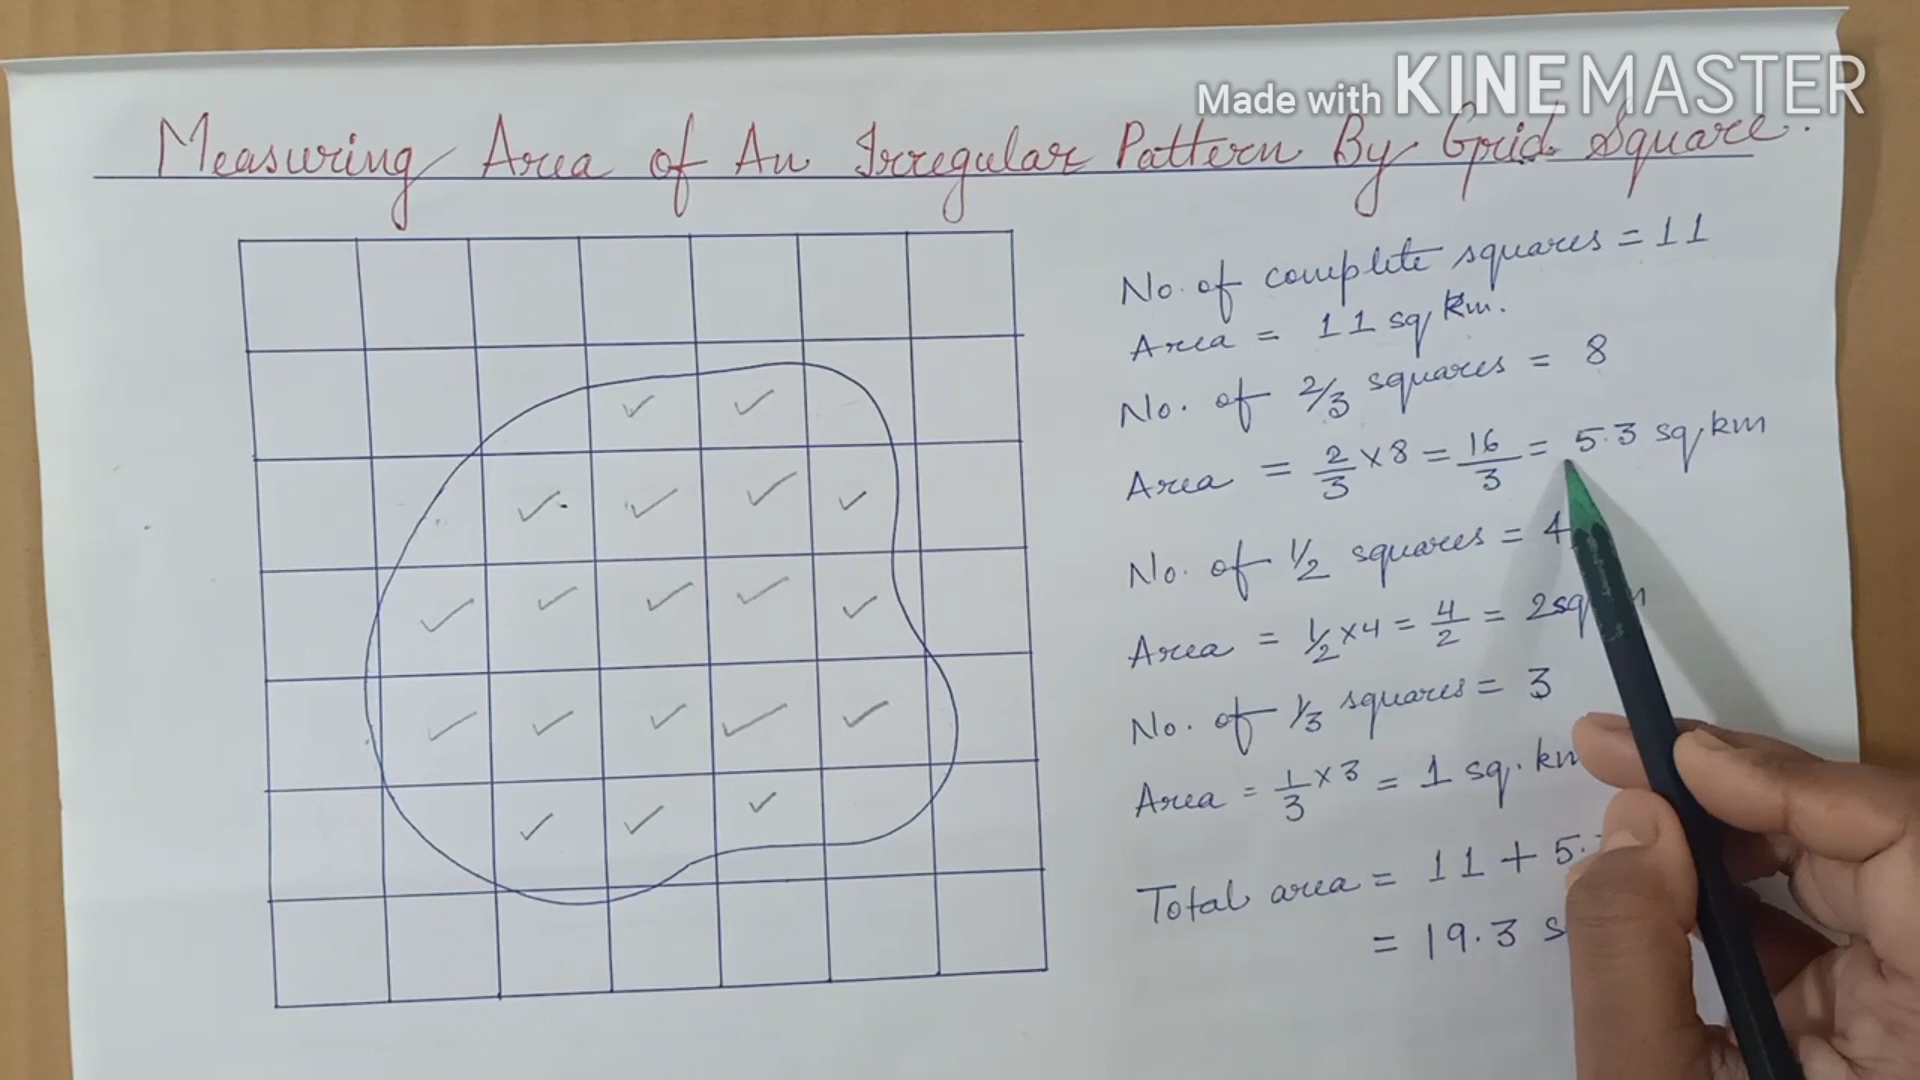 Made with KINEMASTER
Measuring Area of An Irregular Pattern By Grid Square.
No. of complete squares = 11
Area = 11 sq km.
No. of 2/3 squares = 8
Area = 2/3 × 8 = 16/3 = 5.3 sq km
No. of 1/2 squares = 4
Area = 1/2 × 4 = 4/2 = 2 sq
No. of 1/3 squares = 3
Area = 1/3 × 3 = 1 sq. km
Total area = 11 + 5.
= 19.3 s